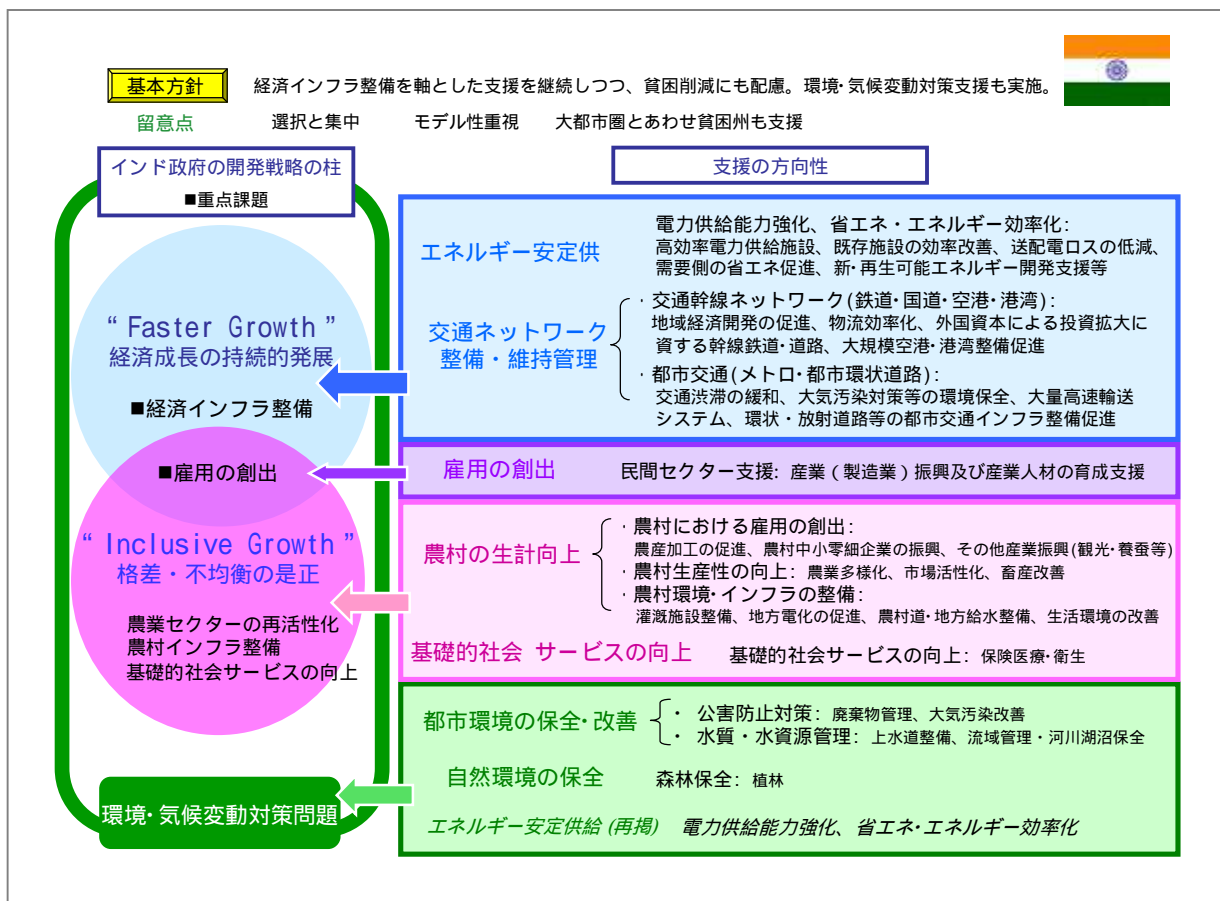 基本方針
経済インフラ整備を軸とした支援を継続しつつ、貧困削減にも配慮。環境・気候変動対策支援も実施。
留意点 選択と集中 モデル性重視 大都市圏とあわせ貧困州も支援
インド政府の開発戦略の柱
■重点課題
支援の方向性
“Faster Growth”
経済成長の持続的発展
■経済インフラ整備
■雇用の創出
“Inclusive Growth”
格差・不均衡の是正
農業セクターの再活性化
農村インフラ整備
基礎的社会サービスの向上
環境・気候変動対策問題
エネルギー安定供
電力供給能力強化、省エネ・エネルギー効率化：
高効率電力供給施設、既存施設の効率改善、送配電ロスの低減、
需要側の省エネ促進、新・再生可能エネルギー開発支援等
交通ネットワーク
整備・維持管理
・交通幹線ネットワーク(鉄道・国道・空港・港湾)：
地域経済開発の促進、物流効率化、外国資本による投資拡大に
資する幹線鉄道・道路、大規模空港・港湾整備促進
・都市交通(メトロ・都市環状道路)：
交通渋滞の緩和、大気汚染対策等の環境保全、大量高速輸送
システム、環状・放射道路等の都市交通インフラ整備促進
雇用の創出 民間セクター支援：産業（製造業）振興及び産業人材の育成支援
農村の生計向上
・農村における雇用の創出：
農産加工の促進、農村中小零細企業の振興、その他産業振興(観光・養蚕等)
・農村生産性の向上：農業多様化、市場活性化、畜産改善
・農村環境・インフラの整備：
灌漑施設整備、地方電化の促進、農村道・地方給水整備、生活環境の改善
基礎的社会 サービスの向上 基礎的社会サービスの向上：保険医療・衛生
都市環境の保全・改善
・ 公害防止対策：廃棄物管理、大気汚染改善
・ 水質・水資源管理：上水道整備、流域管理・河川湖沼保全
自然環境の保全 森林保全：植林
エネルギー安定供給(再掲) 電力供給能力強化、省エネ・エネルギー効率化